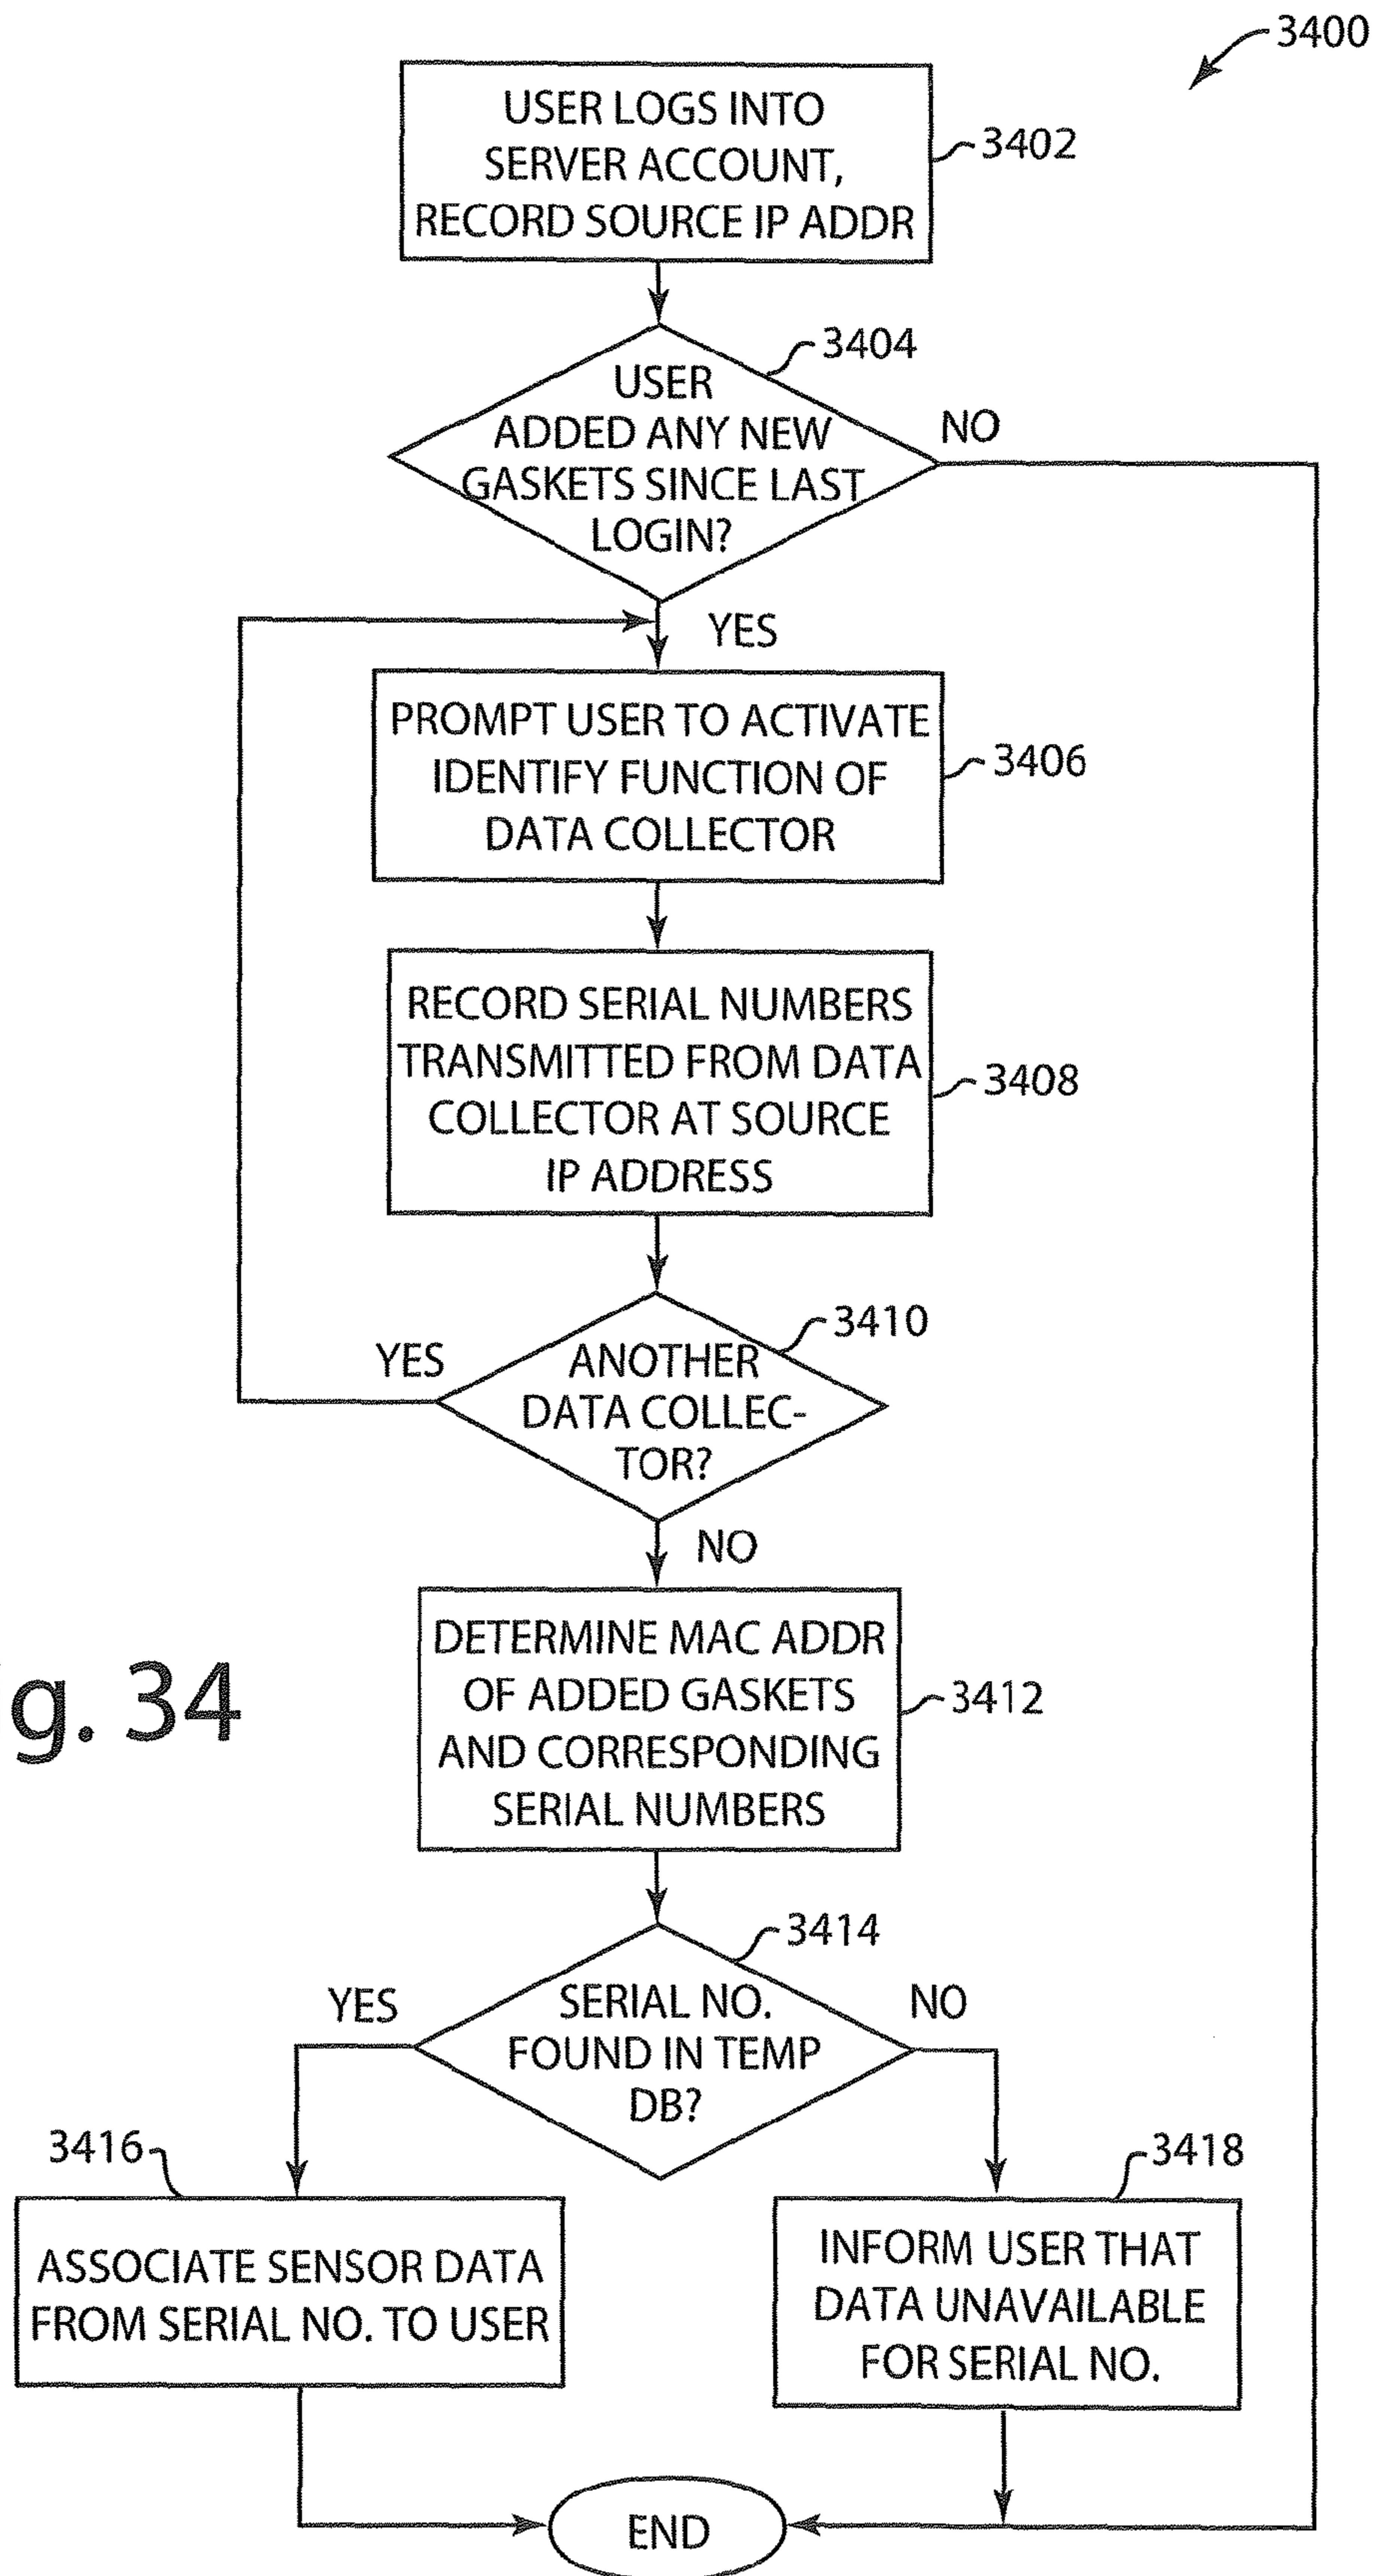 3400
USER LOGS INTO
SERVER ACCOUNT,
RECORD SOURCE IP ADDR
3402
3404
USER
ADDED ANY NEW
GASKETS SINCE LAST
LOGIN?
NO
YES
PROMPT USER TO ACTIVATE
IDENTIFY FUNCTION OF
DATA COLLECTOR
3406
RECORD SERIAL NUMBERS
TRANSMITTED FROM DATA
COLLECTOR AT SOURCE
IP ADDRESS
3408
3410
YES
ANOTHER
DATA COLLEC-
TOR?
NO
DETERMINE MAC ADDR
OF ADDED GASKETS
AND CORRESPONDING
SERIAL NUMBERS
3412
g. 34
3414
YES
SERIAL NO.
FOUND IN TEMP
DB?
NO
3416
ASSOCIATE SENSOR DATA
FROM SERIAL NO. TO USER
3418
INFORM USER THAT
DATA UNAVAILABLE
FOR SERIAL NO.
END